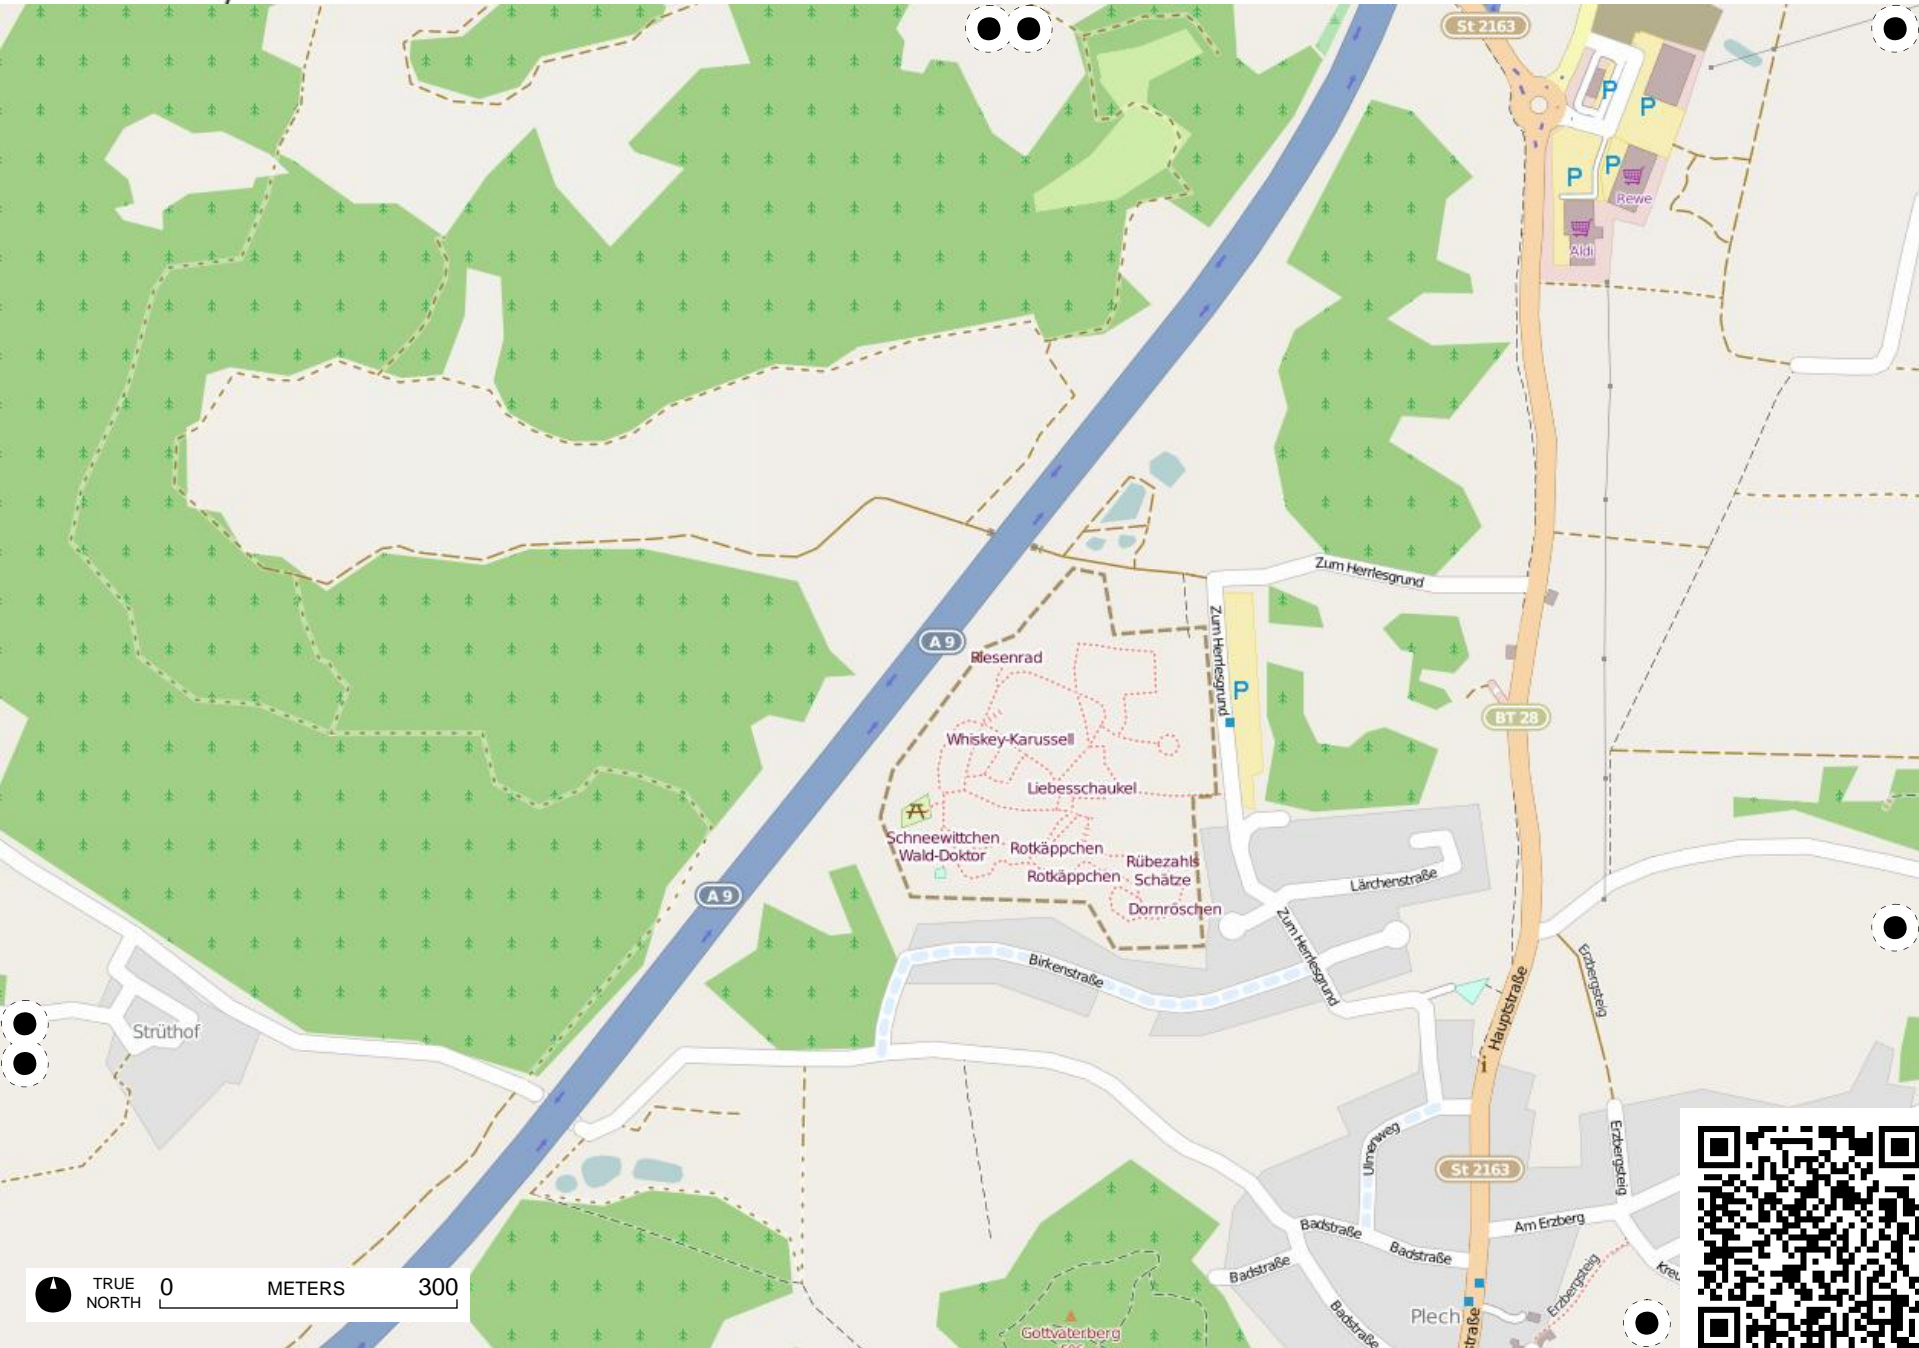 St 2163
P
P
P
P
Rewe
Aldi
Zum Herrlesgrund
Zum Herrlesgrund
A 9
Riesenrad
P
BT 28
Whiskey-Karussell
Liebesschaukel
Schneewittchen
Wald-Doktor
Rotkäppchen
Rotkäppchen
Rübezahls
Schätze
Dornröschen
Lärchenstraße
A 9
Zum Herrlesgrund
Birkenstraße
Hauptstraße
Erzbergsteig
Strüthof
Ulmenweg
Erzbergsteig
St 2163
Am Erzberg
Badstraße
Badstraße
Badstraße
Badstraße
Erzbergsteig
Kreu
Plech
straße
Gottvaterberg
TRUE
NORTH
0 METERS 300